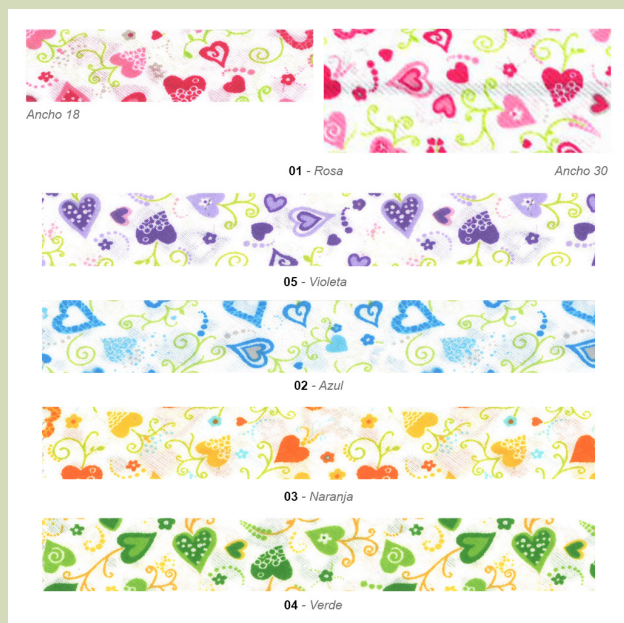 Ancho 18
01 - Rosa
Ancho 30
05 - Violeta
02 - Azul
03 - Naranja
04 - Verde